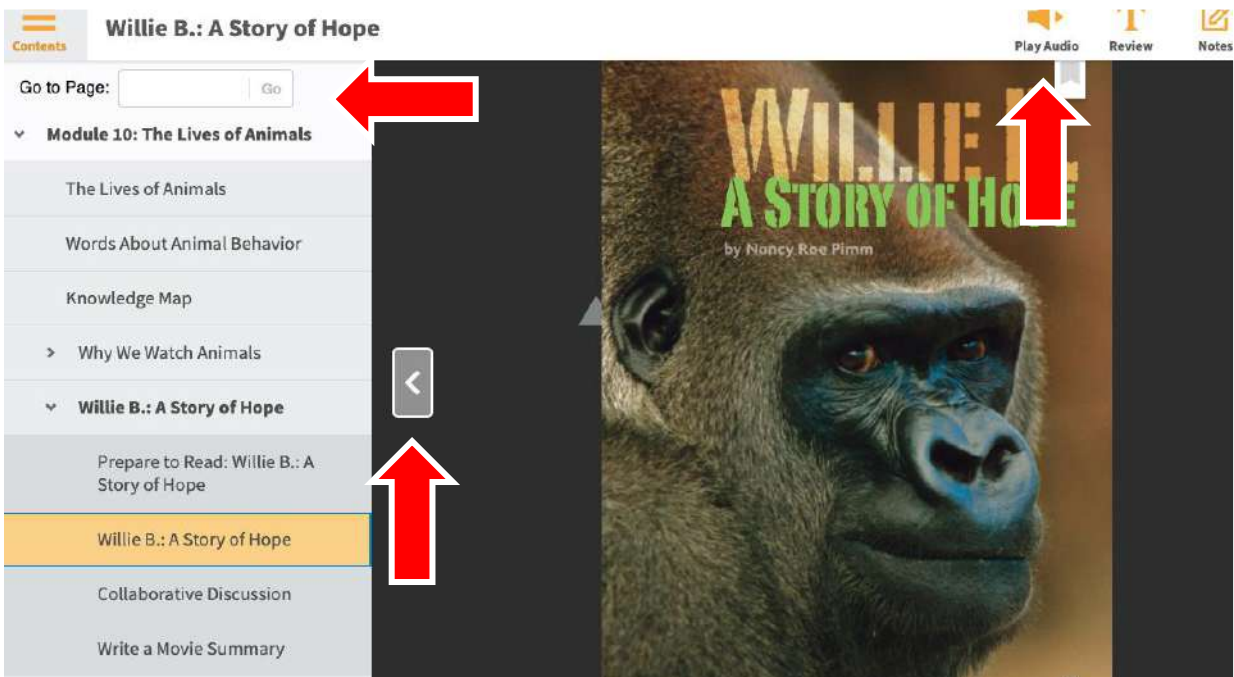 Contents
Willie B.: A Story of Hope
Play Audio
Review
Notes
Go to Page:
Go
Module 10: The Lives of Animals
The Lives of Animals
Words About Animal Behavior
Knowledge Map
Why We Watch Animals
Willie B.: A Story of Hope
Prepare to Read: Willie B.: A
Story of Hope
Willie B.: A Story of Hope
Collaborative Discussion
Write a Movie Summary
WILLIE
A STORY OF HOPE
by Nancy Roe Pimm